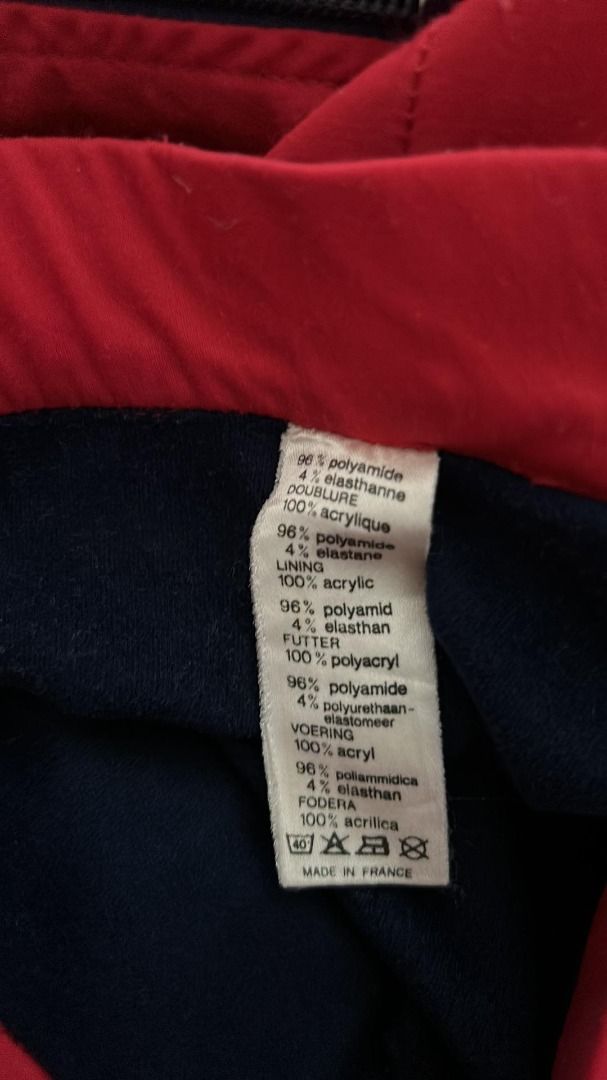 96% polyamide
4% elasthanne
DOUBLURE
100% acrylique
96% polyamide
4% elastane
LINING
100% acrylic
96% polyamid
4% elasthan
FUTTER
100% polyacryl
96% polyamide
4% polyurethaan-
elastomeer
VOERING
100% acryl
96% poliammidica
4% elasthan
FODERA
100% acrilica
40°
A
MADE IN FRANCE